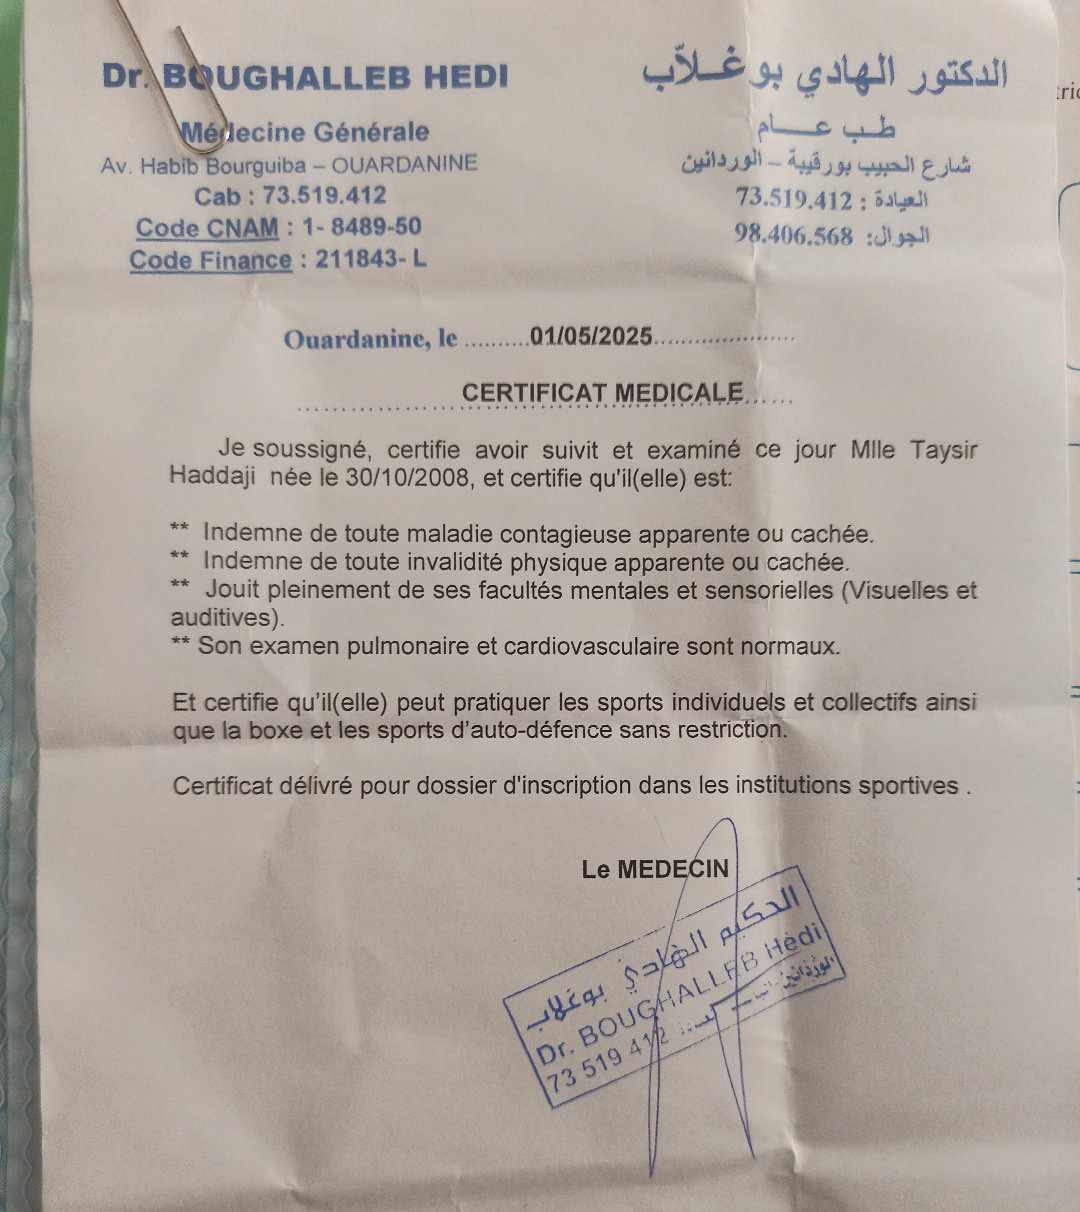 Dr. BOUGHALLEB HEDI
Médecine Générale
Av. Habib Bourguiba – OUARDANINE
Cab : 73.519.412
Code CNAM : 1- 8489-50
Code Finance : 211843- L
الدكتور الهادي بوغلاّب
طب عام
شارع الحبيب بورقيبة – الوردانين
العيادة : 73.519.412
الجوال: 98.406.568
Ouardanine, le ..........01/05/2025........................
CERTIFICAT MEDICALE......
Je soussigné, certifie avoir suivit et examiné ce jour Mlle Taysir
Haddaji née le 30/10/2008, et certifie qu'il(elle) est:
** Indemne de toute maladie contagieuse apparente ou cachée.
** Indemne de toute invalidité physique apparente ou cachée.
** Jouit pleinement de ses facultés mentales et sensorielles (Visuelles et
auditives).
** Son examen pulmonaire et cardiovasculaire sont normaux.
Et certifie qu’il(elle) peut pratiquer les sports individuels et collectifs ainsi
que la boxe et les sports d’auto-défence sans restriction.
Certificat délivré pour dossier d'inscription dans les institutions sportives .
Le MEDECIN
الحكيم الهادي بوغلاب
Dr. BOUGHALLEB Hédi
73 519 412 الوردانين